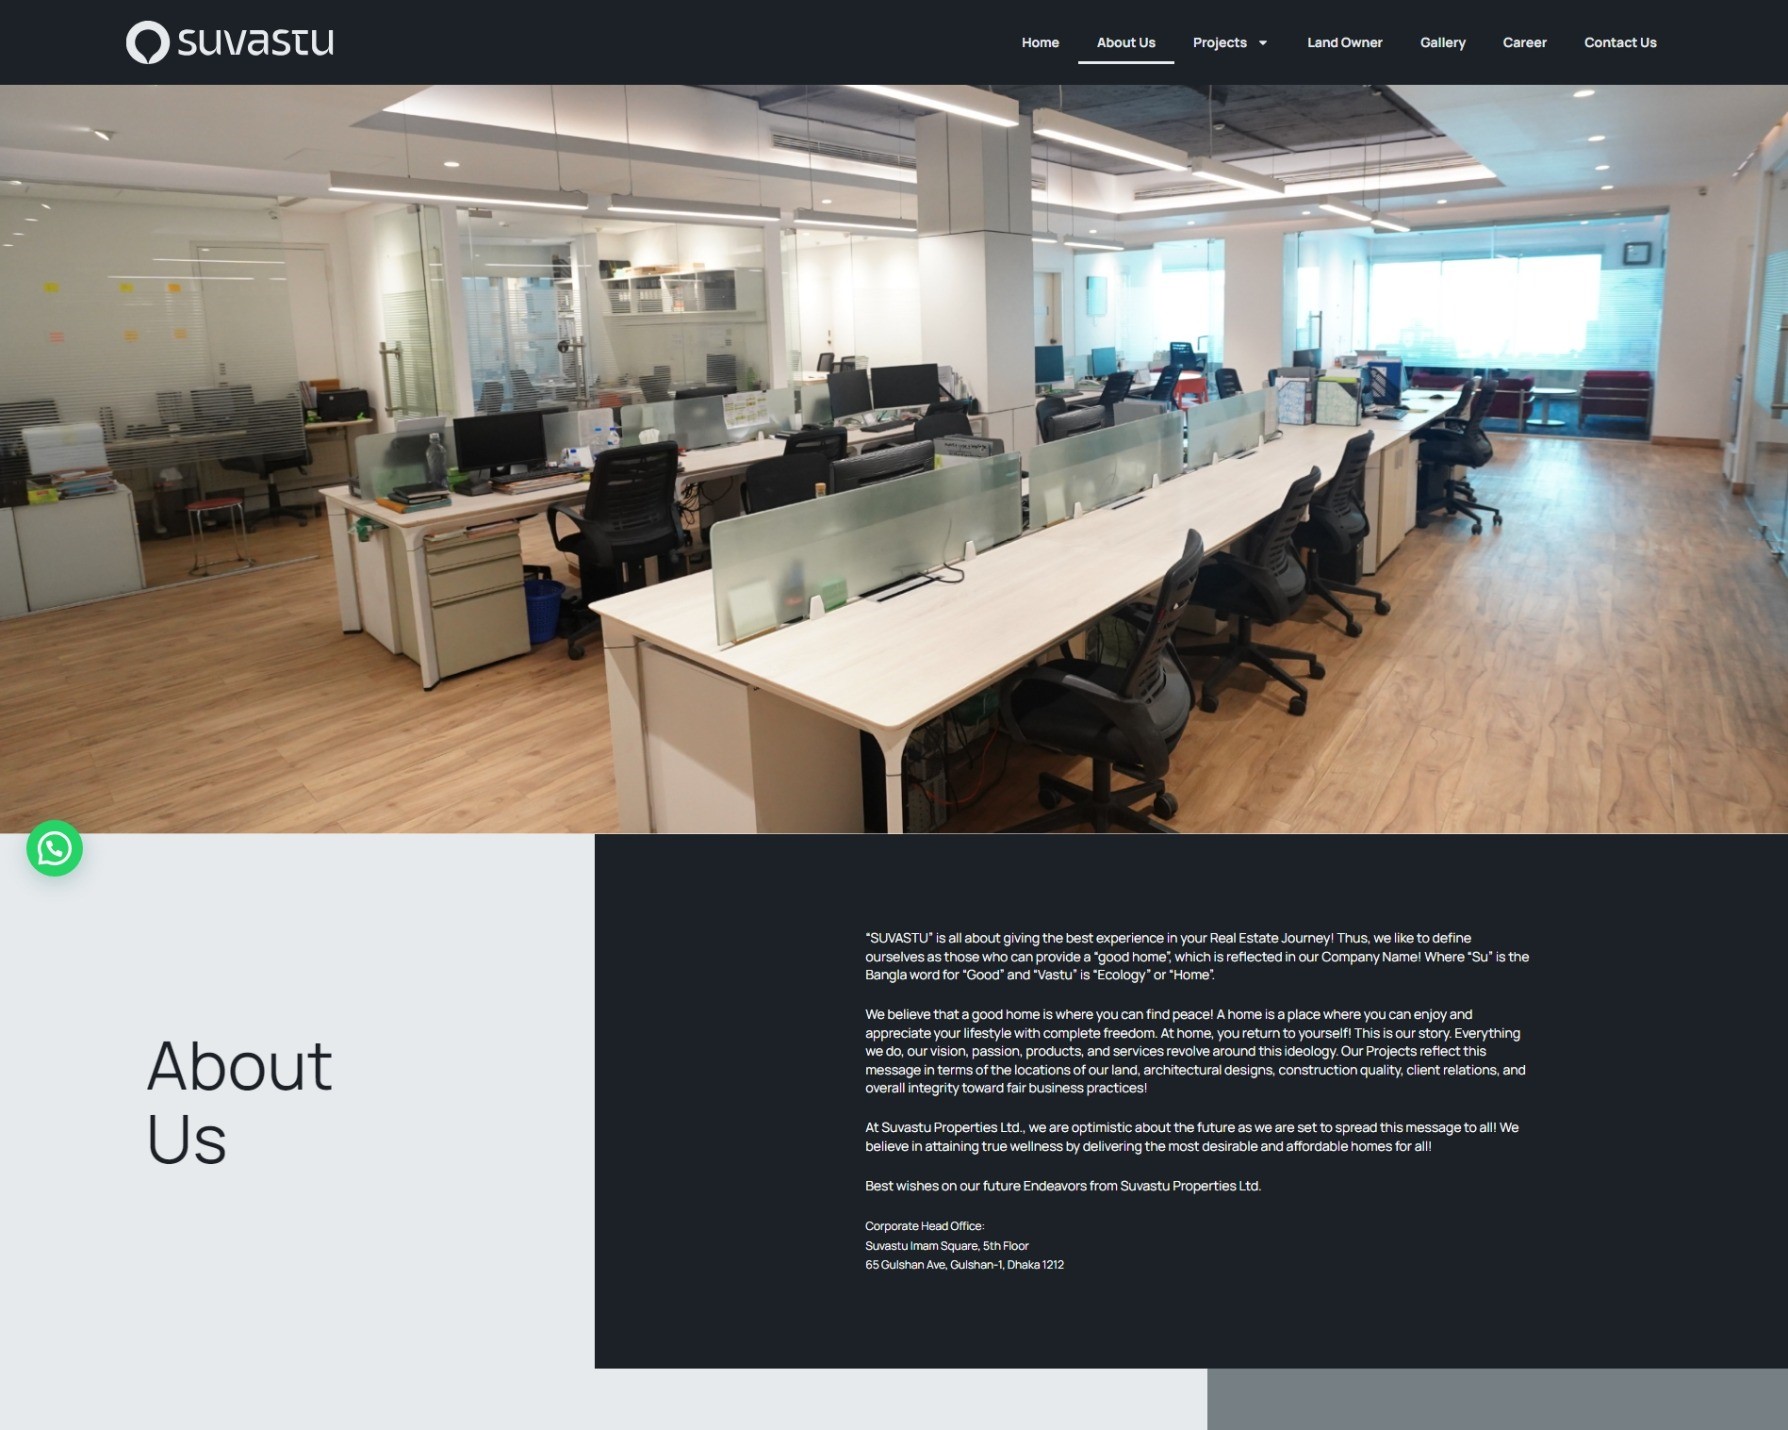 suvastu
Home About Us Projects Land Owner Gallery Career Contact Us
“SUVASTU” is all about giving the best experience in your Real Estate Journey! Thus, we like to define
ourselves as those who can provide a “good home”, which is reflected in our Company Name! Where “Su” is the
Bangla word for “Good” and “Vastu” is “Ecology” or “Home”.
We believe that a good home is where you can find peace! A home is a place where you can enjoy and
appreciate your lifestyle with complete freedom. At home, you return to yourself! This is our story. Everything
we do, our vision, passion, products, and services revolve around this ideology. Our Projects reflect this
message in terms of the locations of our land, architectural designs, construction quality, client relations, and
overall integrity toward fair business practices!
About
Us
At Suvastu Properties Ltd., we are optimistic about the future as we are set to spread this message to all! We
believe in attaining true wellness by delivering the most desirable and affordable homes for all!
Best wishes on our future Endeavors from Suvastu Properties Ltd.
Corporate Head Office:
Suvastu Imam Square, 5th Floor
65 Gulshan Ave, Gulshan-1, Dhaka 1212